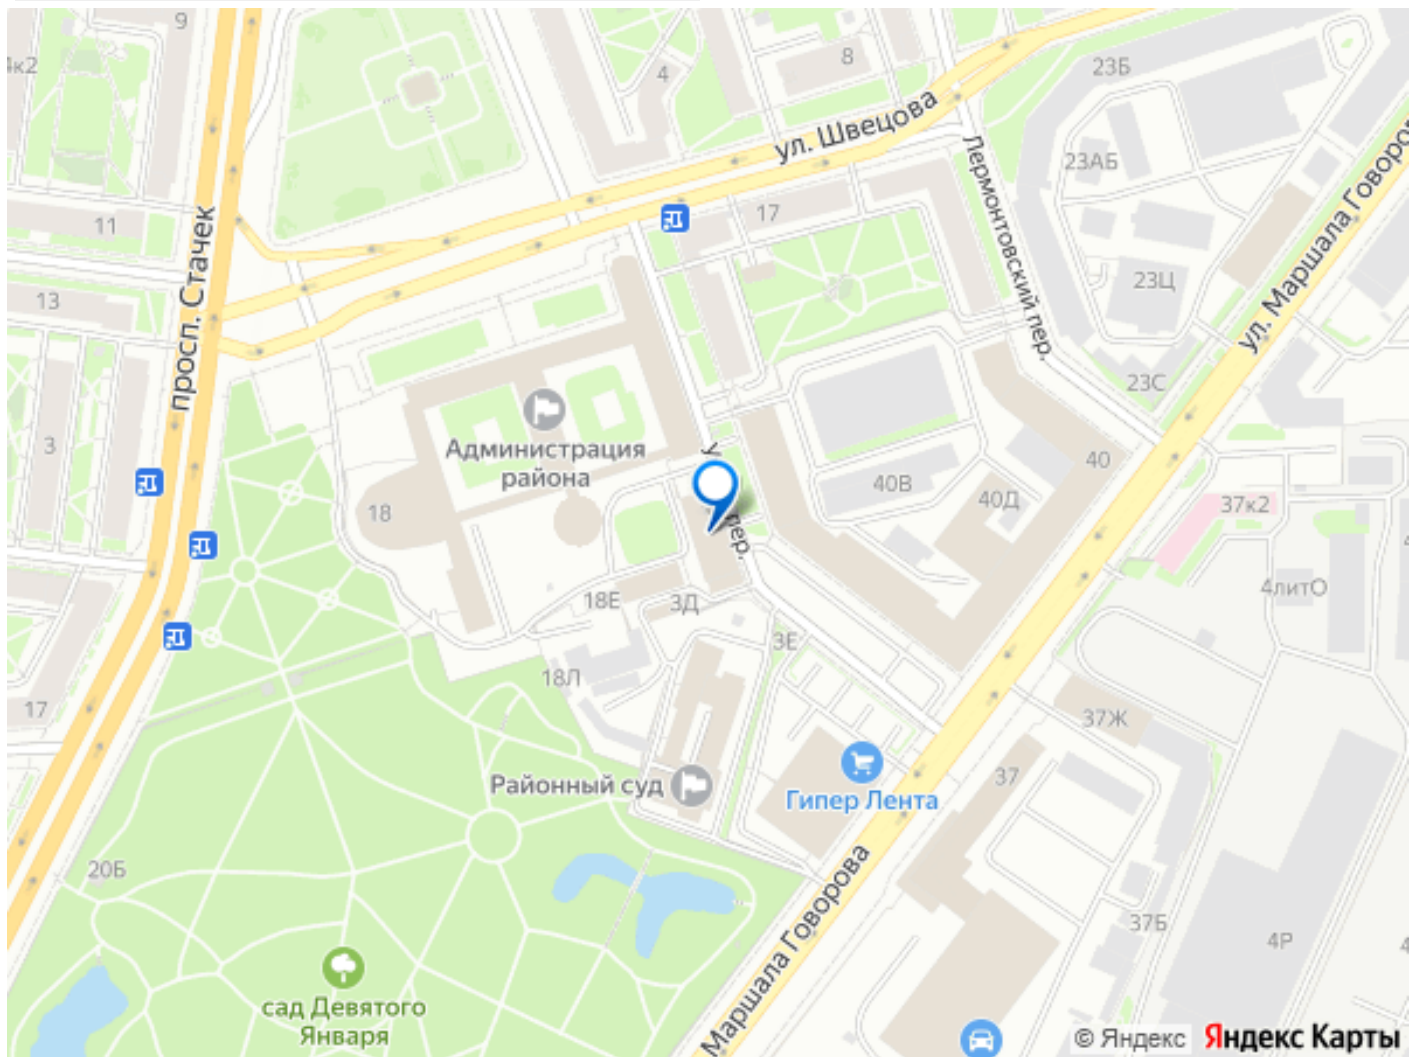 9
4к2
4
8
23Б
ул. Швецова
23АБ
Лермонтовский пер.
ул. Маршала Говоров
17
11
просп. Стачек
13
23Ц
23С
3
Администрация
района
18
40В
40
40Д
37к2
пер.
4литО
18Е
3Д
3Е
18Л
17
37Ж
37
Районный суд
Гипер Лента
20Б
Маршала Говорова
37Б
4Р
сад Девятого
Января
© Яндекс Яндекс Карты